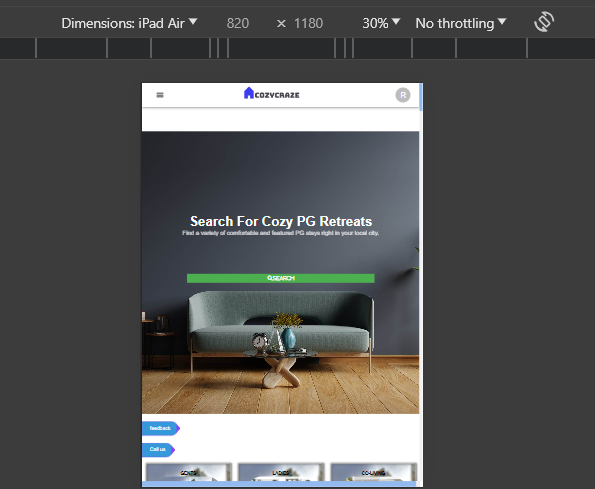 Dimensions: iPad Air 820 × 1180 30% No throttling
COZYCRAZE R
Search For Cozy PG Retreats
Find a variety of comfortable and featured PG stays right in your local city.
SEARCH
feedback
Call us
GENTS LADIES CO-LIVING